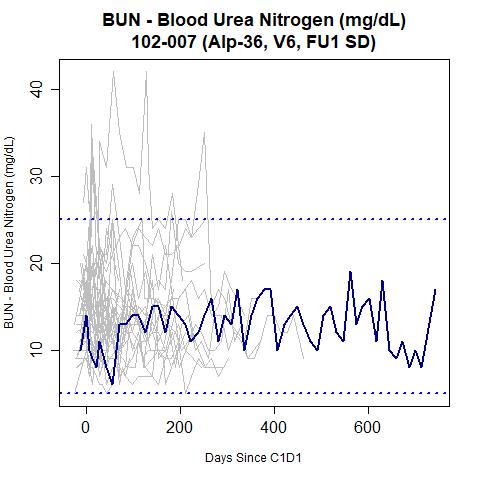 BUN - Blood Urea Nitrogen (mg/dL)
102-007 (Alp-36, V6, FU1 SD)
BUN - Blood Urea Nitrogen (mg/dL)
40
30
20
10
0
200
400
600
Days Since C1D1